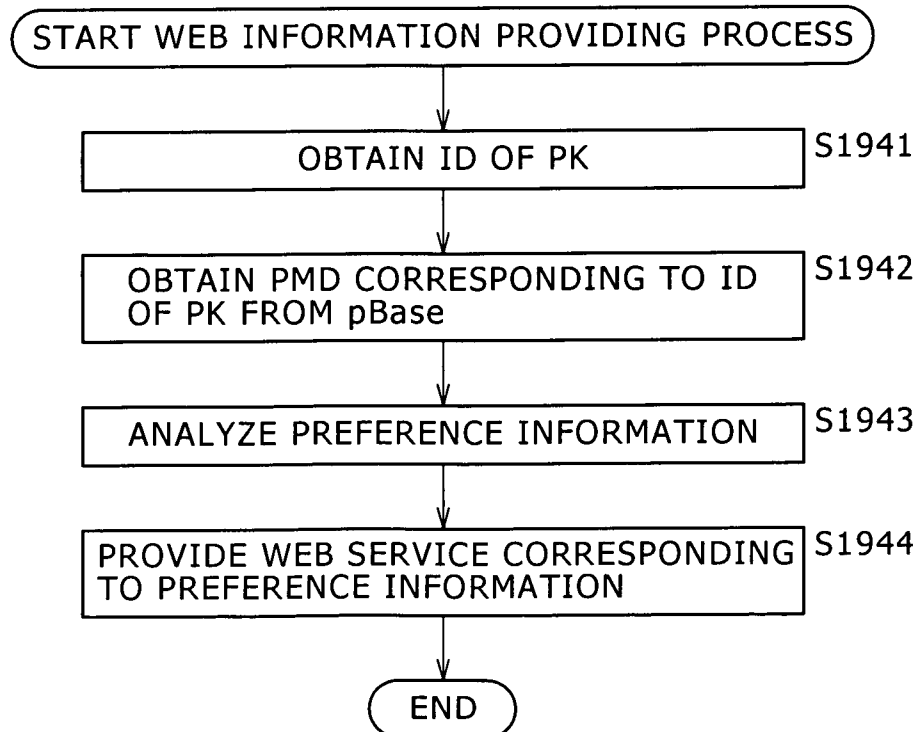 START WEB INFORMATION PROVIDING PROCESS
OBTAIN ID OF PK
S1941
OBTAIN PMD CORRESPONDING TO ID
OF PK FROM pBase
S1942
ANALYZE PREFERENCE INFORMATION
S1943
PROVIDE WEB SERVICE CORRESPONDING
TO PREFERENCE INFORMATION
S1944
END